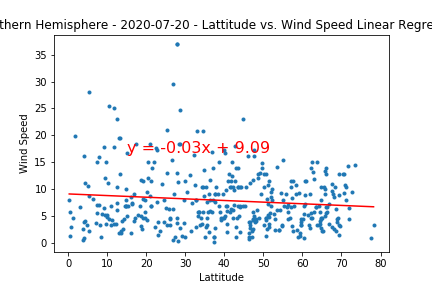 thern Hemisphere - 2020-07-20 - Lattitude vs. Wind Speed Linear Regre
35
30
25
20
15
10
5
0
Wind Speed
y = -0.03x + 9.09
0 10 20 30 40 50 60 70 80
Lattitude